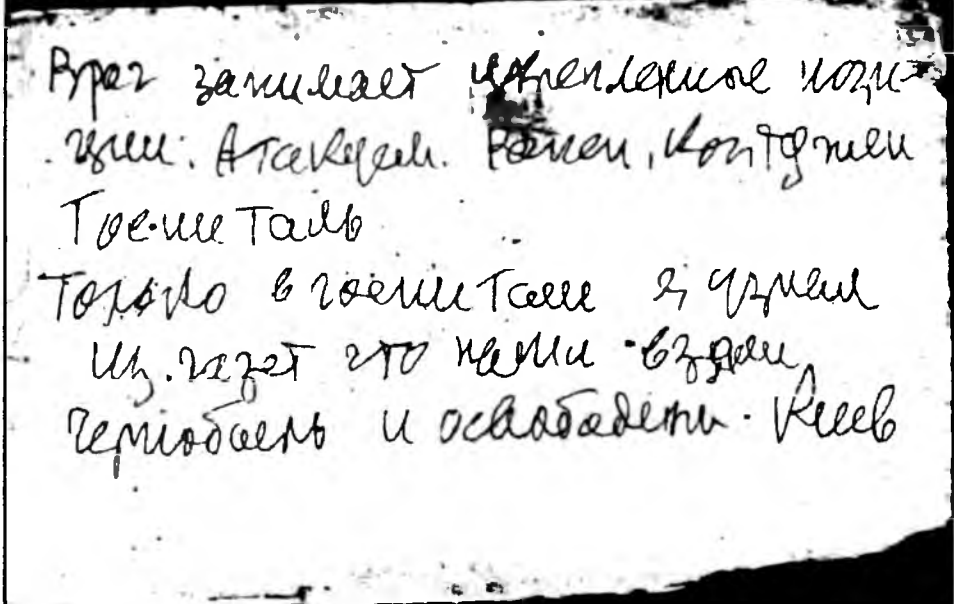 Враг занимает укрепленные пози-
ции. Атакуем. Ранен, контужен
Госпиталь
Только в госпитале я узнал
из газет что нами взят
Чернобыль и освобожден Киев